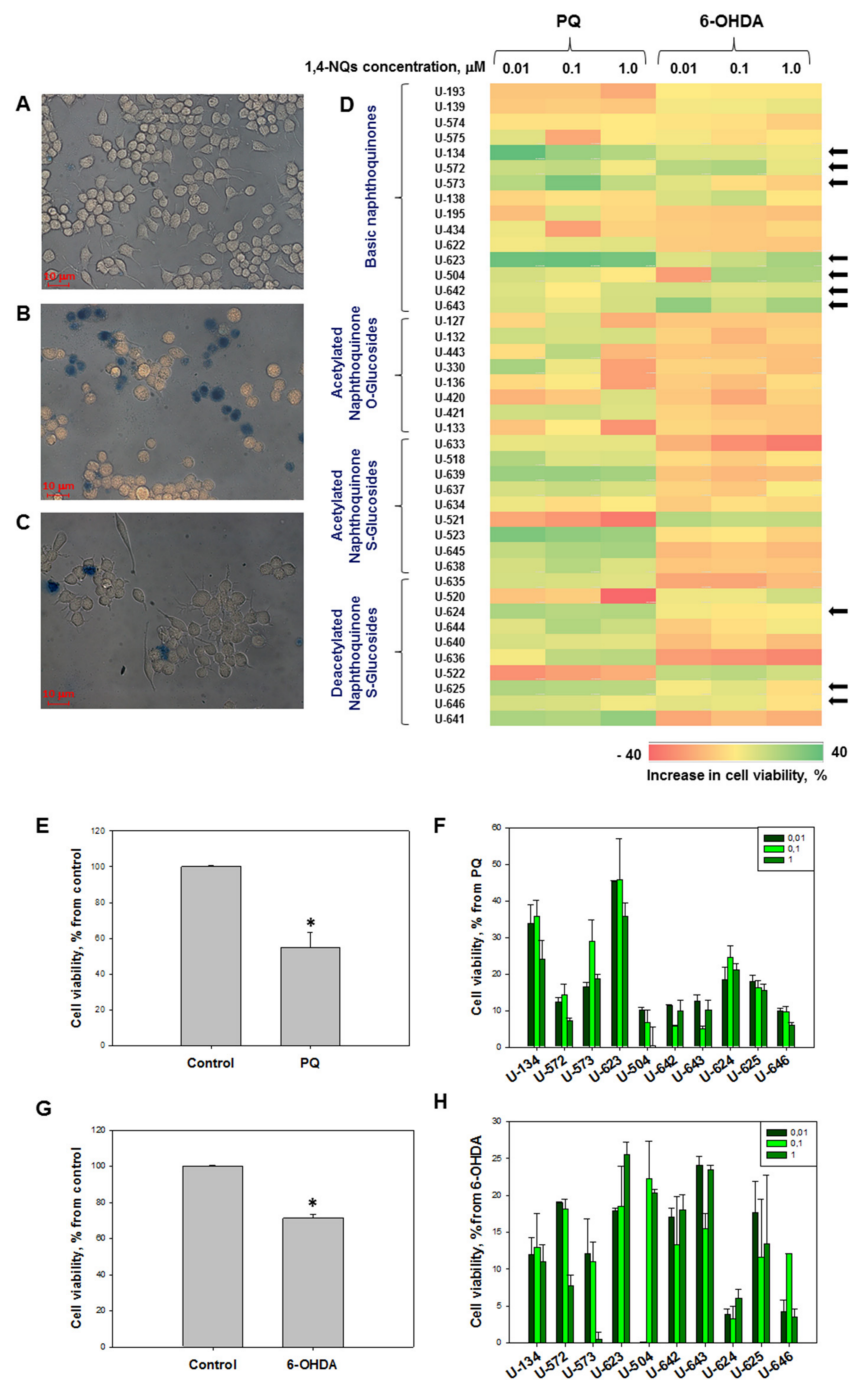 PQ 6-OHDA
1,4-NQs concentration, μM 0.01 0.1 1.0 0.01 0.1 1.0
A
D
B
C
10 μm
10 μm
10 μm
Basic naphthoquinones
Acetylated Naphthoquinone O-Glucosides
Acetylated Naphthoquinone S-Glucosides
Deacetylated Naphthoquinone S-Glucosides
U-193
U-139
U-574
U-575
U-134
U-572
U-573
U-138
U-195
U-434
U-622
U-623
U-504
U-642
U-643
U-127
U-132
U-443
U-330
U-136
U-420
U-421
U-133
U-633
U-518
U-639
U-637
U-634
U-521
U-523
U-645
U-638
U-635
U-520
U-624
U-644
U-640
U-636
U-522
U-625
U-646
U-641
- 40 40
Increase in cell viability, %
E
Cell viability, % from control
120
100
80
60
40
20
0
*
Control PQ
F
Cell viability, % from PQ
60
50
40
30
20
10
0
0,01
0,1
1
U-134 U-572 U-573 U-623 U-504 U-642 U-643 U-624 U-625 U-646
G
Cell viability, % from control
120
100
80
60
40
20
0
*
Control 6-OHDA
H
Cell viability, %from 6-OHDA
30
25
20
15
10
5
0
0,01
0,1
1
U-134 U-572 U-573 U-623 U-504 U-642 U-643 U-624 U-625 U-646